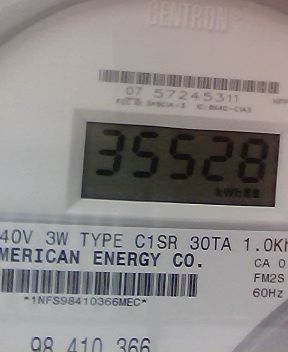 CENTRON®
07 57245311
35528
kWh
40V 3W TYPE C1SR 30TA 1.0Kh
MERICAN ENERGY CO.
CA 0
FM2S
60Hz
*1NFS98410366MEC*
98 410 366